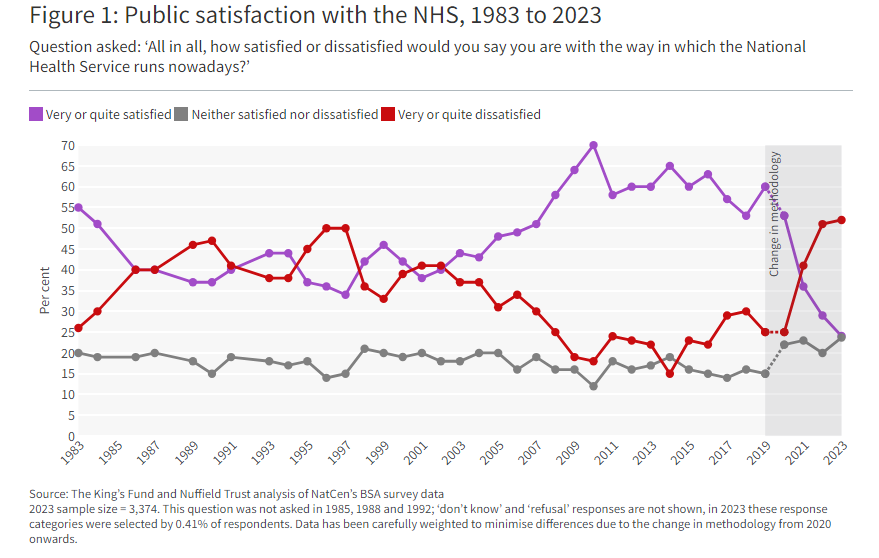 Figure 1: Public satisfaction with the NHS, 1983 to 2023
Question asked: ‘All in all, how satisfied or dissatisfied would you say you are with the way in which the National
Health Service runs nowadays?’
Very or quite satisfied Neither satisfied nor dissatisfied Very or quite dissatisfied
70
65
60
55
50
45
40
35
30
25
20
15
10
5
0
Per cent
Change in methodology
1983 1985 1987 1989 1991 1993 1995 1997 1999 2001 2003 2005 2007 2009 2011 2013 2015 2017 2019 2021 2023
Source: The King’s Fund and Nuffield Trust analysis of NatCen’s BSA survey data
2023 sample size = 3,374. This question was not asked in 1985, 1988 and 1992; ‘don’t know’ and ‘refusal’ responses are not shown, in 2023 these response
categories were selected by 0.41% of respondents. Data has been carefully weighted to minimise differences due to the change in methodology from 2020
onwards.